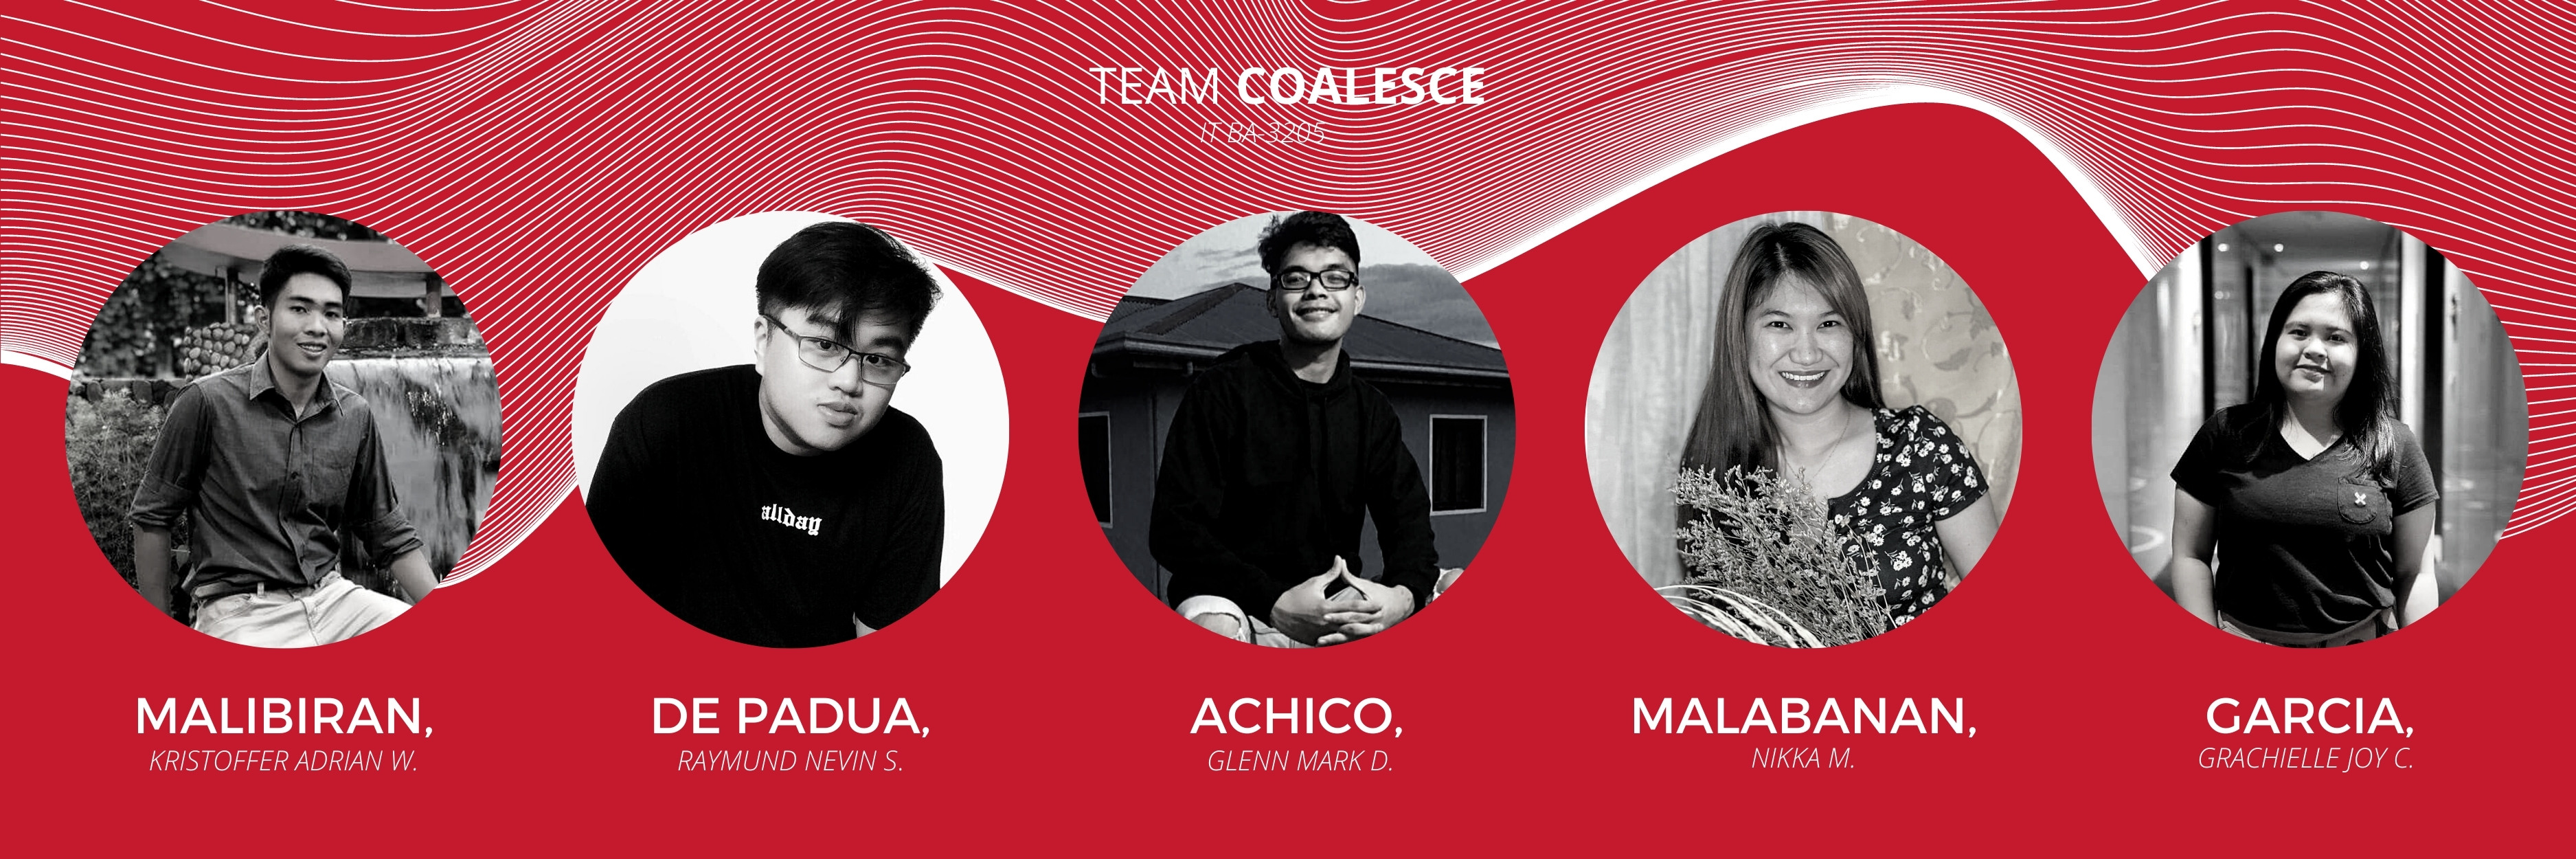 TEAM COALESCE
IT BA-3205
allday
MALIBIRAN,
KRISTOFFER ADRIAN W.
DE PADUA,
RAYMUND NEVIN S.
ACHICO,
GLENN MARK D.
MALABANAN,
NIKKA M.
GARCIA,
GRACHIELLE JOY C.